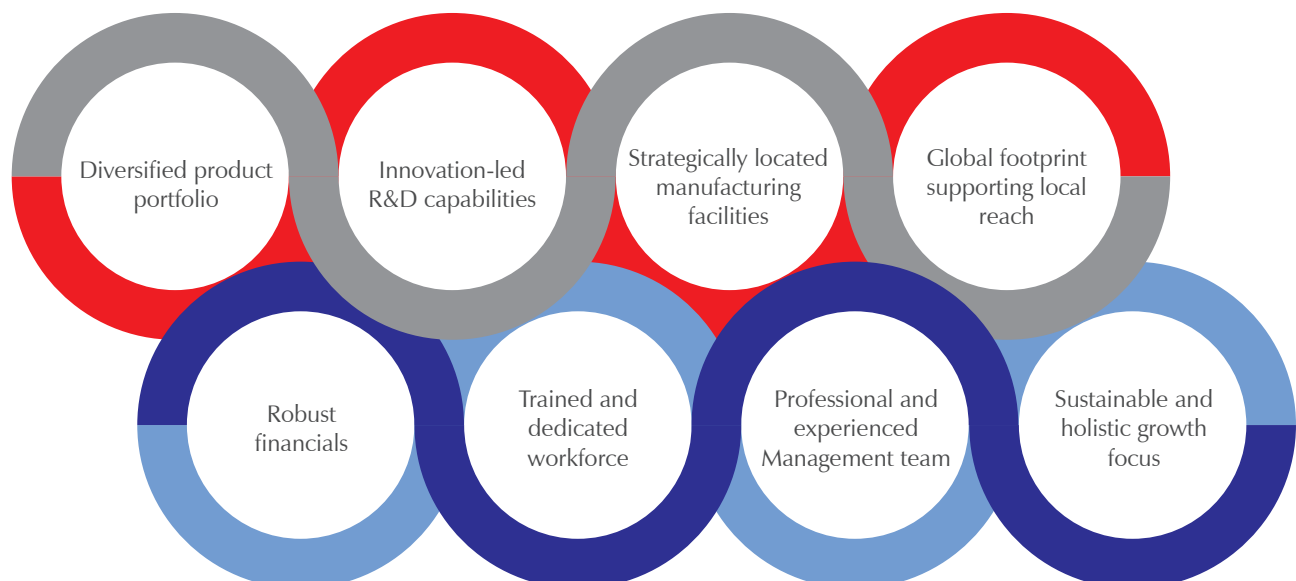 Diversified product
portfolio
Innovation-led
R&D capabilities
Strategically located
manufacturing
facilities
Global footprint
supporting local
reach
Robust
financials
Trained and
dedicated
workforce
Professional and
experienced
Management team
Sustainable and
holistic growth
focus